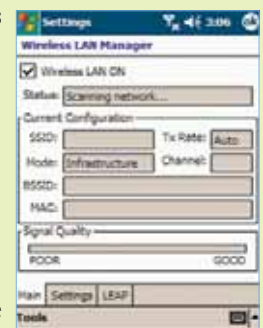 s
Settings 3:06 ok
Wireless LAN Manager
Wireless LAN ON
Status: Scanning network...
Current Configuration
SSID: Tx Rate: Auto
Mode: Infrastructure Channel:
BSSID:
MAC:
Signal Quality
POOR GOOD
Main Settings LEAP
e
Tools